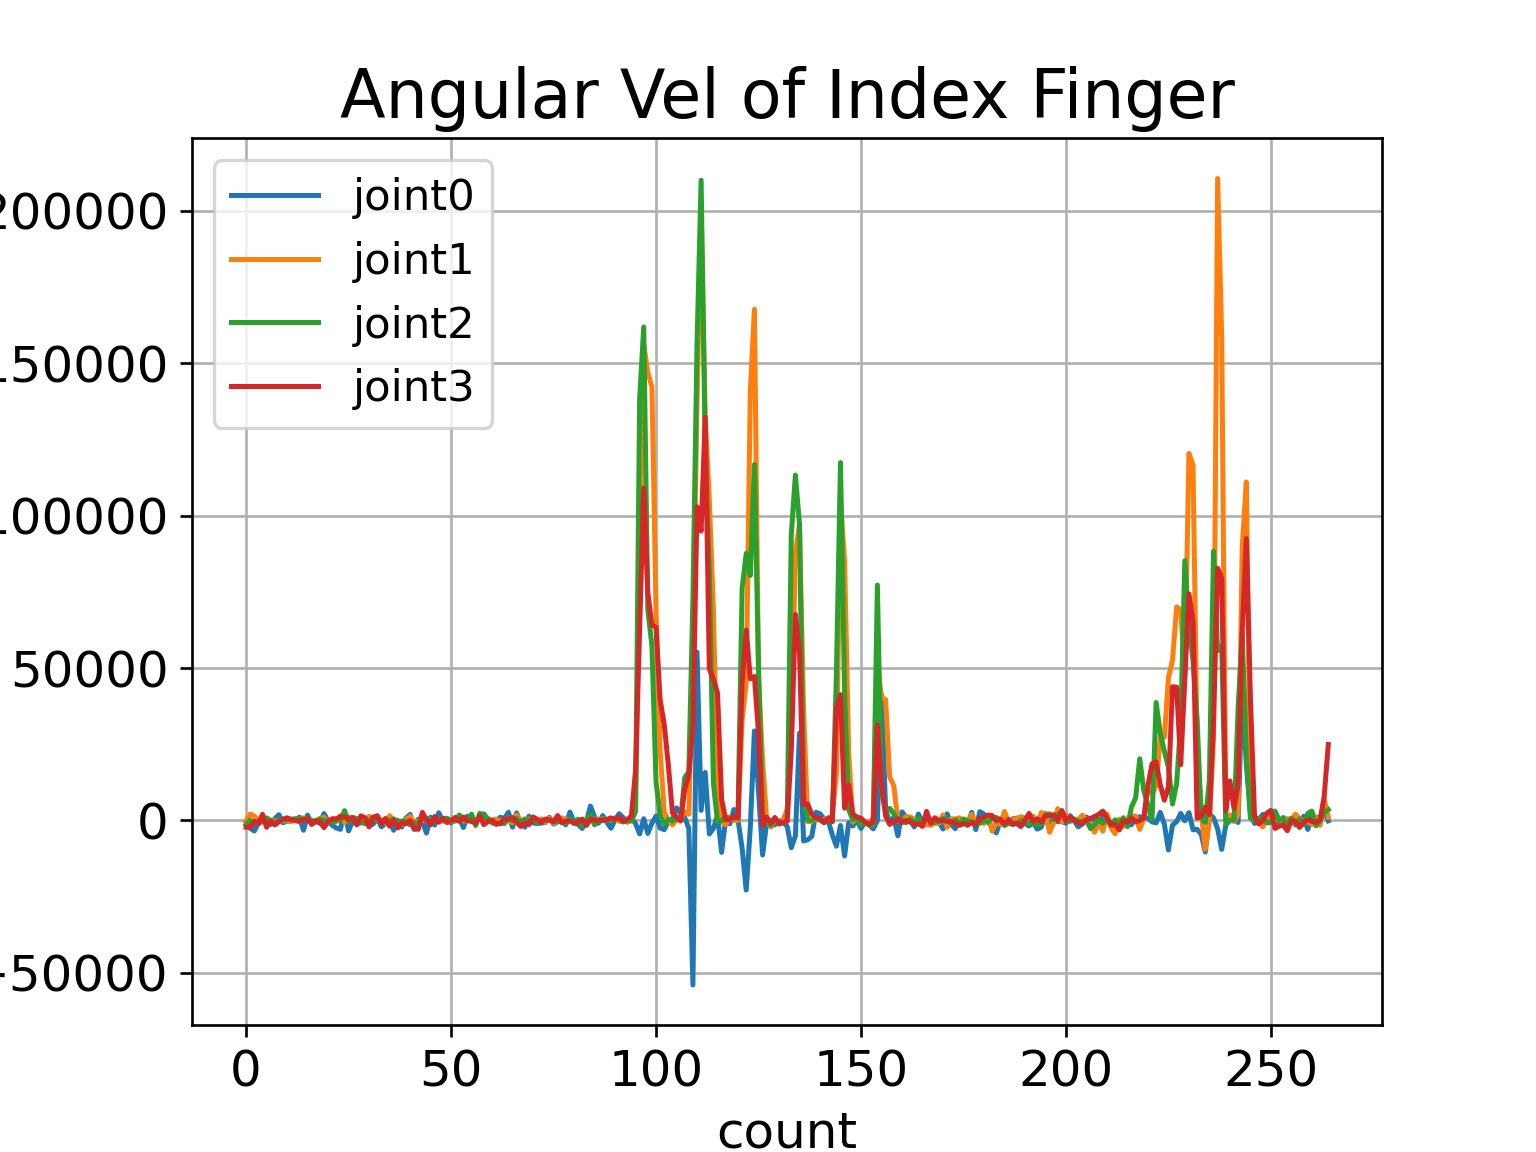 Angular Vel of Index Finger
joint0
joint1
joint2
joint3
200000
150000
100000
50000
0
-50000
0 50 100 150 200 250
count